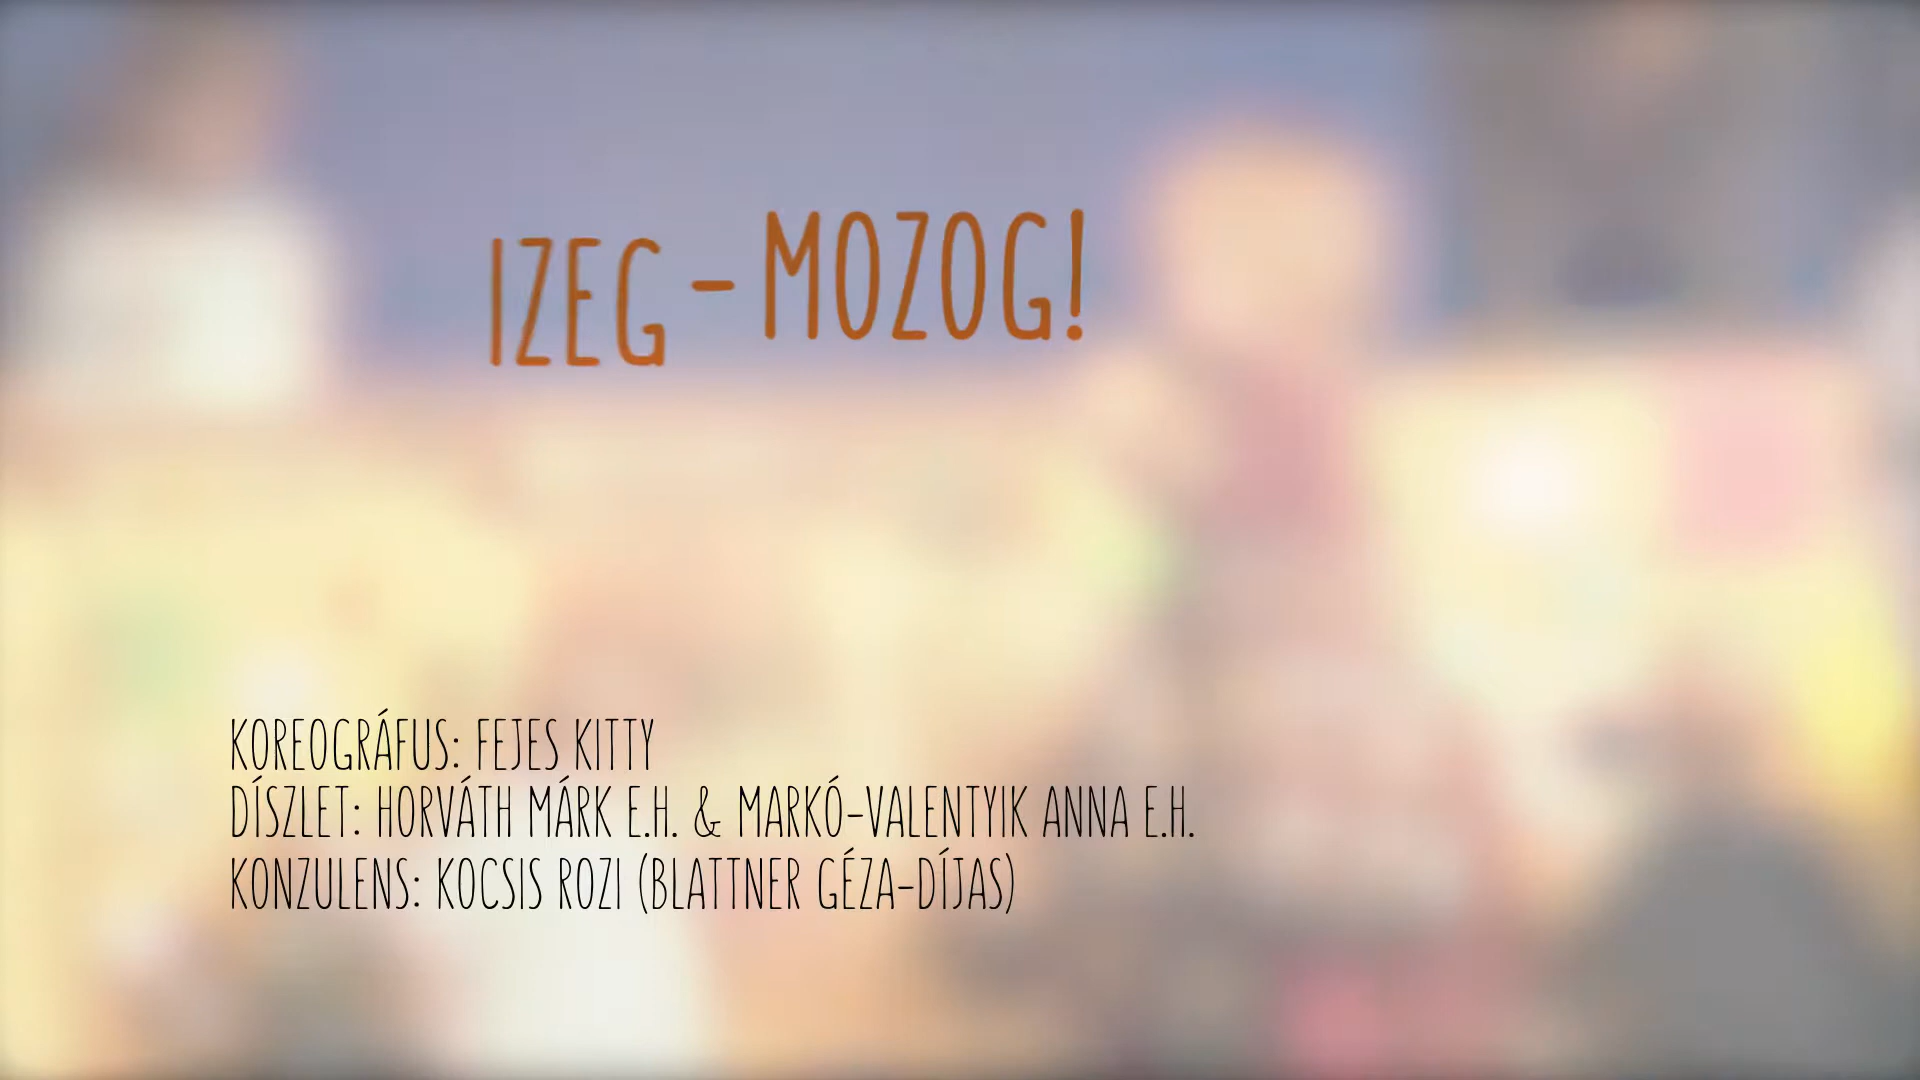 IZEG - MOZOG!
KOREOGRÁFUS: FEJES KITTY
DÍSZLET: HORVÁTH MÁRK E.H. & MARKÓ-VALENTYIK ANNA E.H.
KONZULENS: KOCSIS ROZI (BLATTNER GÉZA-DÍJAS)